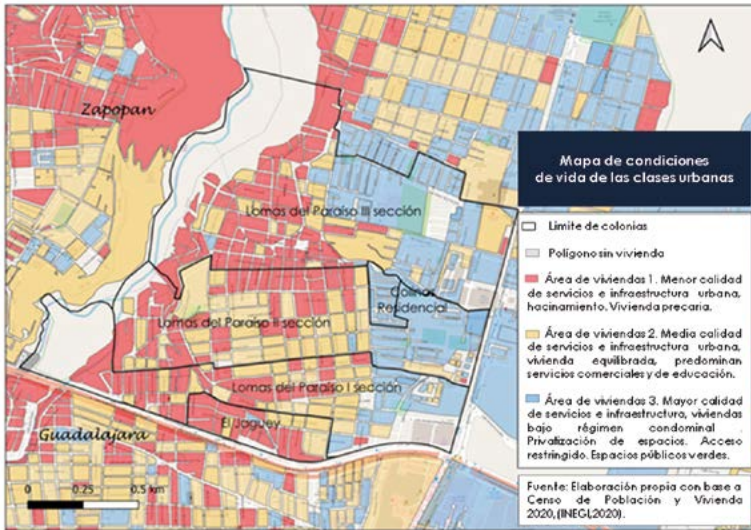 Zapopan
Mapa de condiciones
de vida de las clases urbanas
Lomas del Paraíso III sección
Límite de colonias
Polígono sin vivienda
Área de viviendas 1. Menor calidad
de servicios e infraestructura urbana,
hacinamiento. Vivienda precaria.
Colinas
Residencial
Lomas del Paraíso II sección
Área de viviendas 2. Media calidad
de servicios e infraestructura urbana,
vivienda equilibrada, predominan
servicios comerciales y de educación.
Lomas del Paraíso I sección
El Jagüey
Guadalajara
Área de viviendas 3. Mayor calidad
de servicios e infraestructura, viviendas
bajo régimen condominal .
Privatización de espacios. Acceso
restringido. Espacios públicos verdes.
0 0.25 0.5 km
Fuente: Elaboración propia con base a
Censo de Población y Vivienda
2020, (INEGI, 2020).